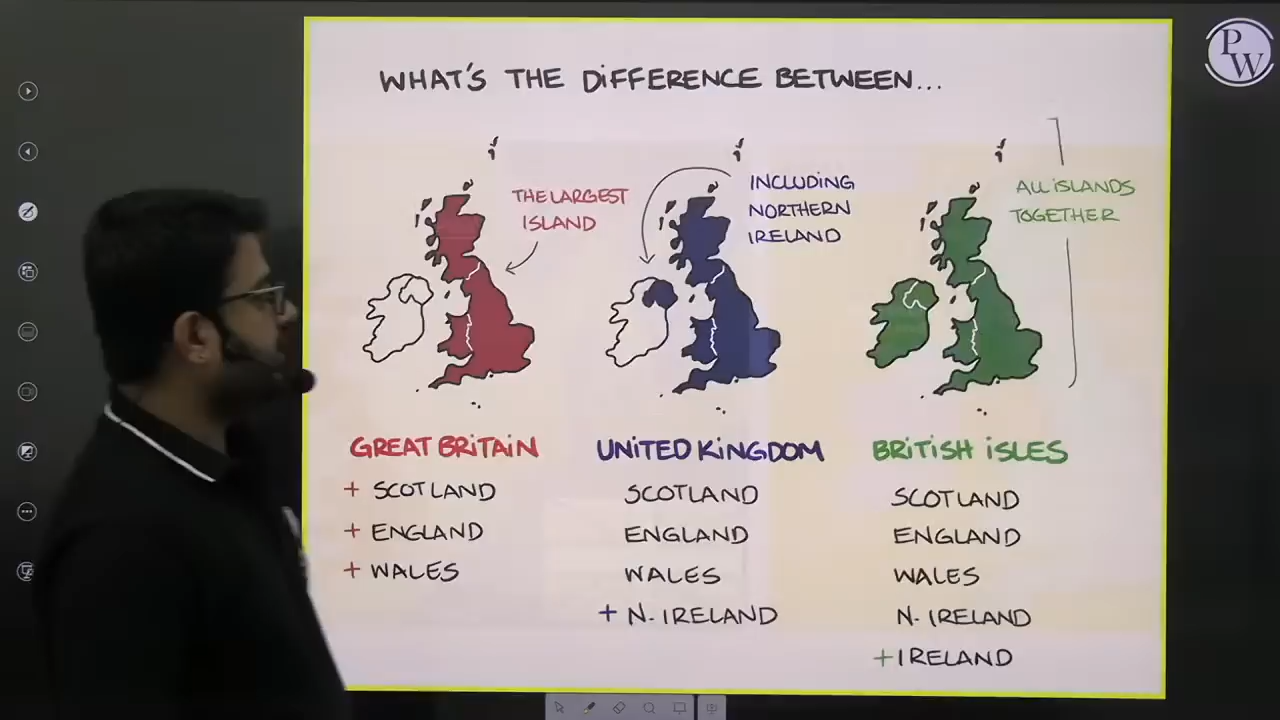 PW
WHAT'S THE DIFFERENCE BETWEEN...
THE LARGEST
ISLAND
INCLUDING
NORTHERN
IRELAND
ALL ISLANDS
TOGETHER
GREAT BRITAIN
+ SCOTLAND
+ ENGLAND
+ WALES
UNITED KINGDOM
SCOTLAND
ENGLAND
WALES
+ N. IRELAND
BRITISH ISLES
SCOTLAND
ENGLAND
WALES
N. IRELAND
+ IRELAND